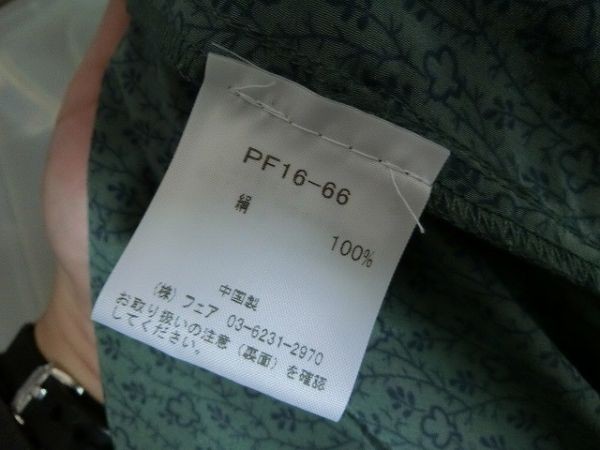 PF16-66
絹 100%
中国製
(株) フェア 03-6231-2970
お取り扱いの注意 (裏面) を確認
してください。